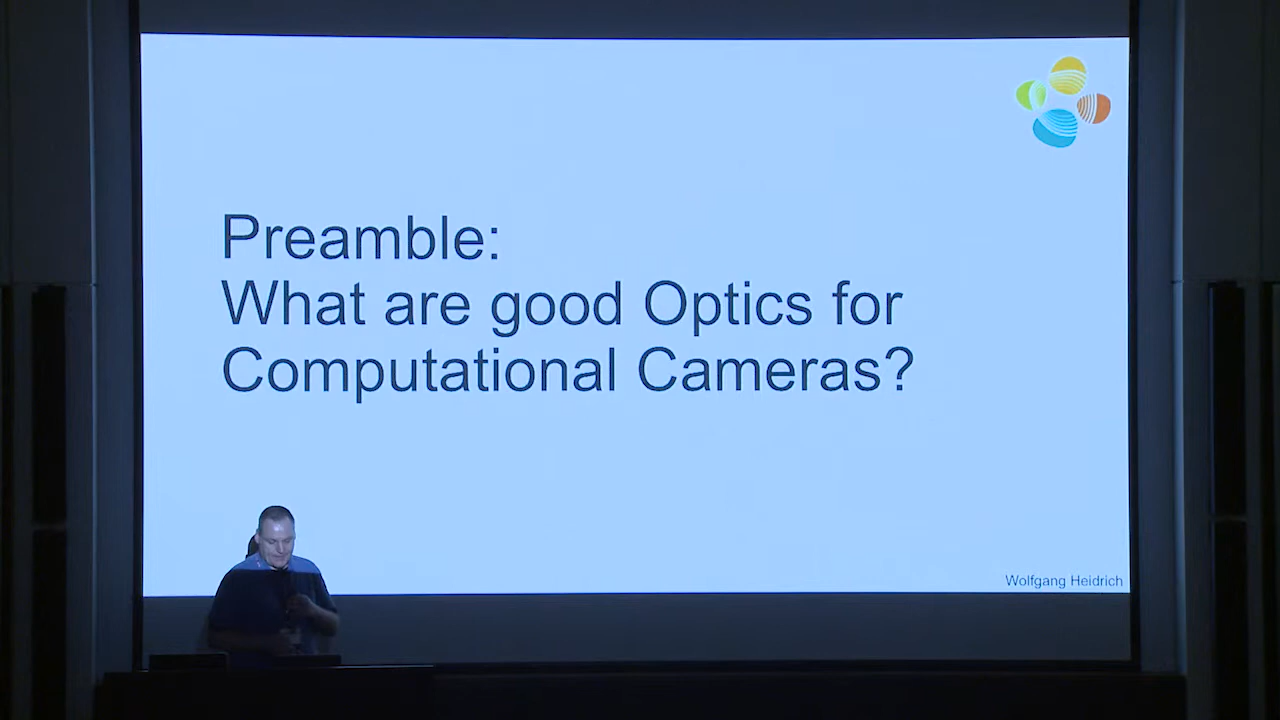 Preamble:
What are good Optics for
Computational Cameras?
Wolfgang Heidrich